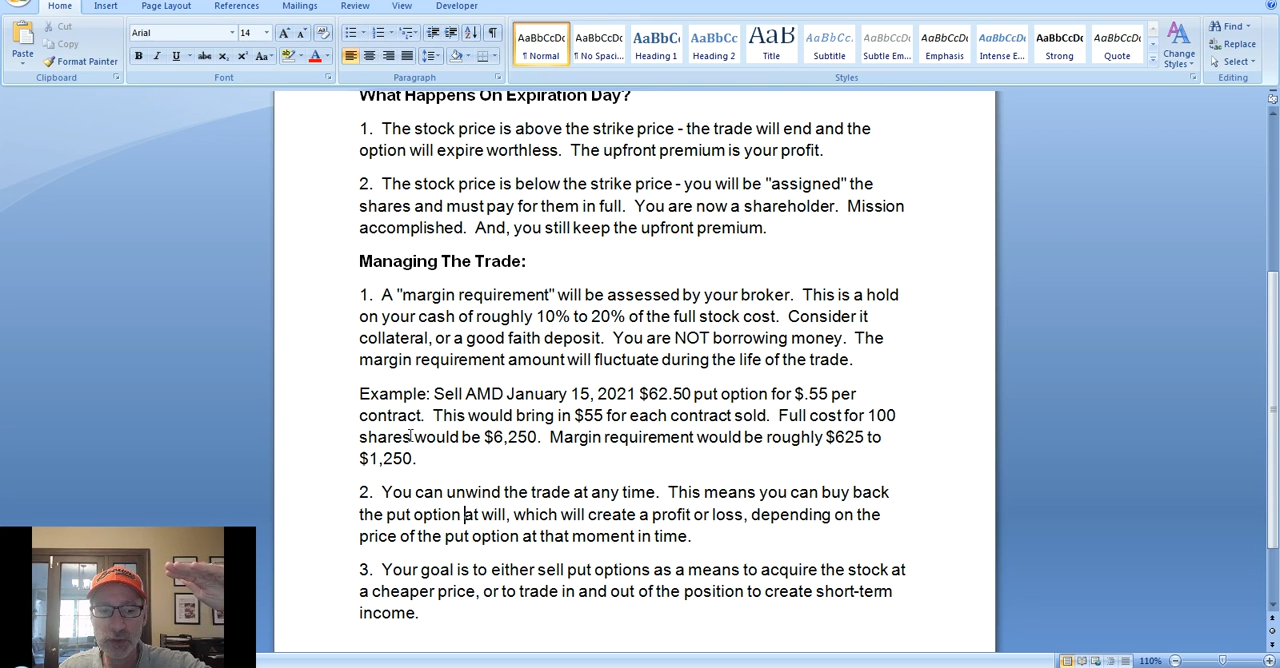 Home Insert Page Layout References Mailings Review View Developer
Paste
Cut
Copy
Format Painter
Clipboard
Arial 14
Font
Paragraph
AaBbCcDc AaBbCcDc AaBbC AaBbCc AaB AaBbCc. AaBbCcDc AaBbCcDc AaBbCcDc AaBbCcDc AaBbCcDc
¶ Normal ¶ No Spaci... Heading 1 Heading 2 Title Subtitle Subtle Em... Emphasis Intense E... Strong Quote
Change
Styles
Styles
Find
Replace
Select
Editing
What Happens On Expiration Day?
1. The stock price is above the strike price - the trade will end and the
option will expire worthless. The upfront premium is your profit.
2. The stock price is below the strike price - you will be "assigned" the
shares and must pay for them in full. You are now a shareholder. Mission
accomplished. And, you still keep the upfront premium.
Managing The Trade:
1. A "margin requirement" will be assessed by your broker. This is a hold
on your cash of roughly 10% to 20% of the full stock cost. Consider it
collateral, or a good faith deposit. You are NOT borrowing money. The
margin requirement amount will fluctuate during the life of the trade.
Example: Sell AMD January 15, 2021 $62.50 put option for $.55 per
contract. This would bring in $55 for each contract sold. Full cost for 100
shares would be $6,250. Margin requirement would be roughly $625 to
$1,250.
2. You can unwind the trade at any time. This means you can buy back
the put option at will, which will create a profit or loss, depending on the
price of the put option at that moment in time.
3. Your goal is to either sell put options as a means to acquire the stock at
a cheaper price, or to trade in and out of the position to create short-term
income.
110%